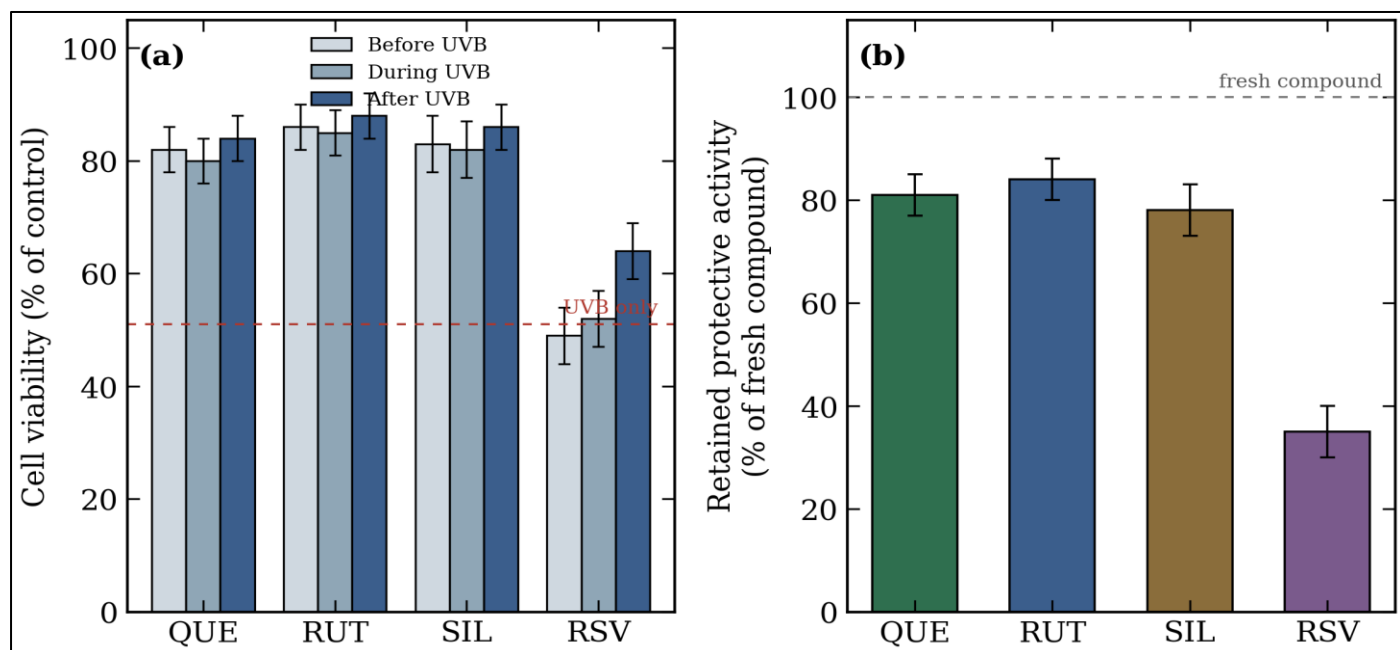 (a)
Before UVB
During UVB
After UVB
Cell viability (% of control)
100
80
60
40
20
0
UVB only
QUE RUT SIL RSV
(b)
fresh compound
Retained protective activity
(% of fresh compound)
100
80
60
40
20
0
QUE RUT SIL RSV